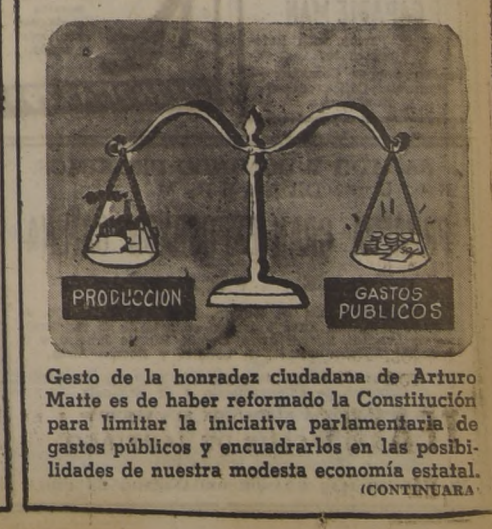 PRODUCCION
GASTOS
PUBLICOS
Gesto de la honradez ciudadana de Arturo
Matte es de haber reformado la Constitución
para limitar la iniciativa parlamentaria de
gastos públicos y encuadrarlos en las posibi-
lidades de nuestra modesta economía estatal.
(CONTINUARA